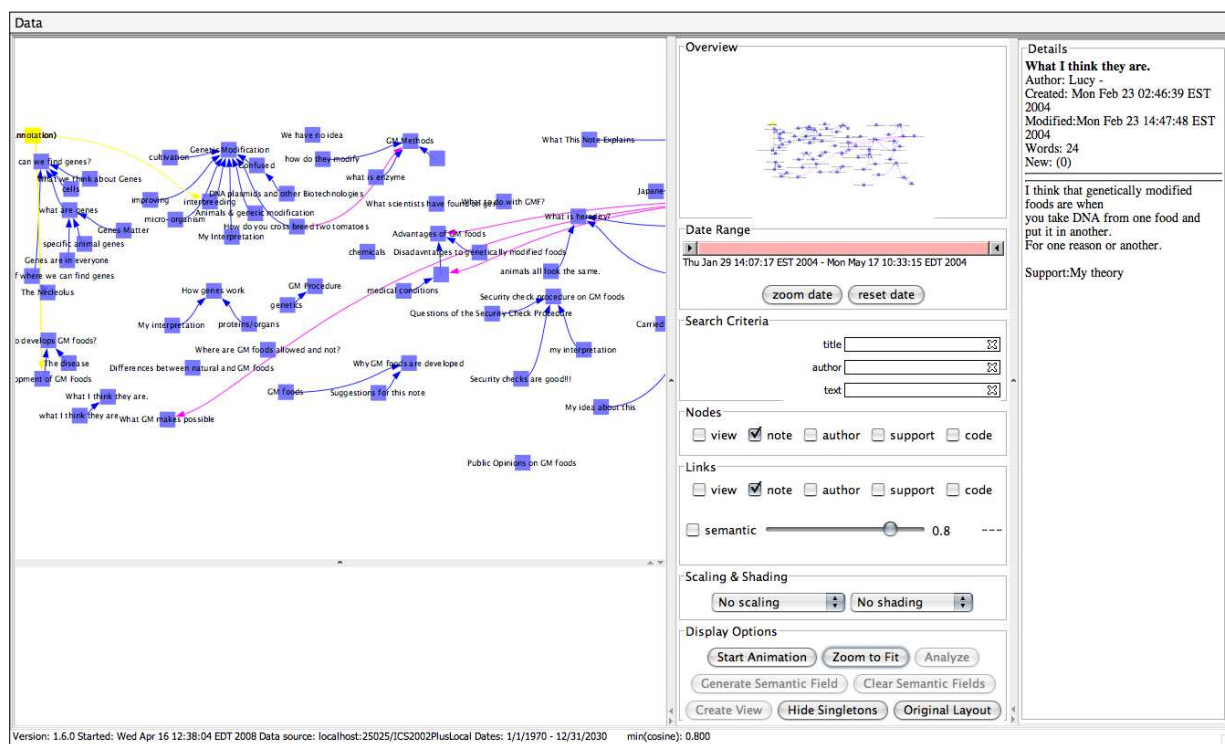 Data
nnotation)
can we find genes?
What we think about Genes
cells
what are genes
Genes Matter
specific animal genes
Genes are in everyone
f where we can find genes
The Necleolus
o develops GM foods?
The disease
opment of GM Foods
What I think they are.
what I think they are
What GM makes possible
Genetic Modification
cultivation
Confused
improving
interbreeding
DNA plasmids and other Biotechnologies
micro-organism
Animals & genetic modification
How do you cross breed two tomatoes
My Interpretation
We have no idea
GM Methods
how do they modify
what is enzyme
What scientists have found on
What to do with GMF?
What This Note Explains
Japane-
What is heredity?
Advantages of GM foods
chemicals
Disadavntages to genetically modified foods
animals all look the same.
medical conditions
How genes work
GM Procedure
genetics
My interpretation
proteins/organs
Security check procedure on GM foods
Questions of the Security Check Procedure
Carried
my interpretation
Where are GM foods allowed and not?
Differences between natural and GM foods
Why GM foods are developed
GM foods
Suggestions for this note
Security checks are good!!!
My idea about this
Public Opinions on GM foods
Overview
Date Range
Thu Jan 29 14:07:17 EST 2004 - Mon May 17 10:33:15 EDT 2004
zoom date reset date
Search Criteria
title
author
text
Nodes
view note author support code
Links
view note author support code
semantic 0.8 ---
Scaling & Shading
No scaling No shading
Display Options
Start Animation Zoom to Fit Analyze
Generate Semantic Field Clear Semantic Fields
Create View Hide Singletons Original Layout
Details
What I think they are.
Author: Lucy -
Created: Mon Feb 23 02:46:39 EST
2004
Modified:Mon Feb 23 14:47:48 EST
2004
Words: 24
New: (0)
I think that genetically modified
foods are when
you take DNA from one food and
put it in another.
For one reason or another.
Support:My theory
Version: 1.6.0 Started: Wed Apr 16 12:38:04 EDT 2008 Data source: localhost:25025/ICS2002PlusLocal Dates: 1/1/1970 - 12/31/2030 min(cosine): 0.800